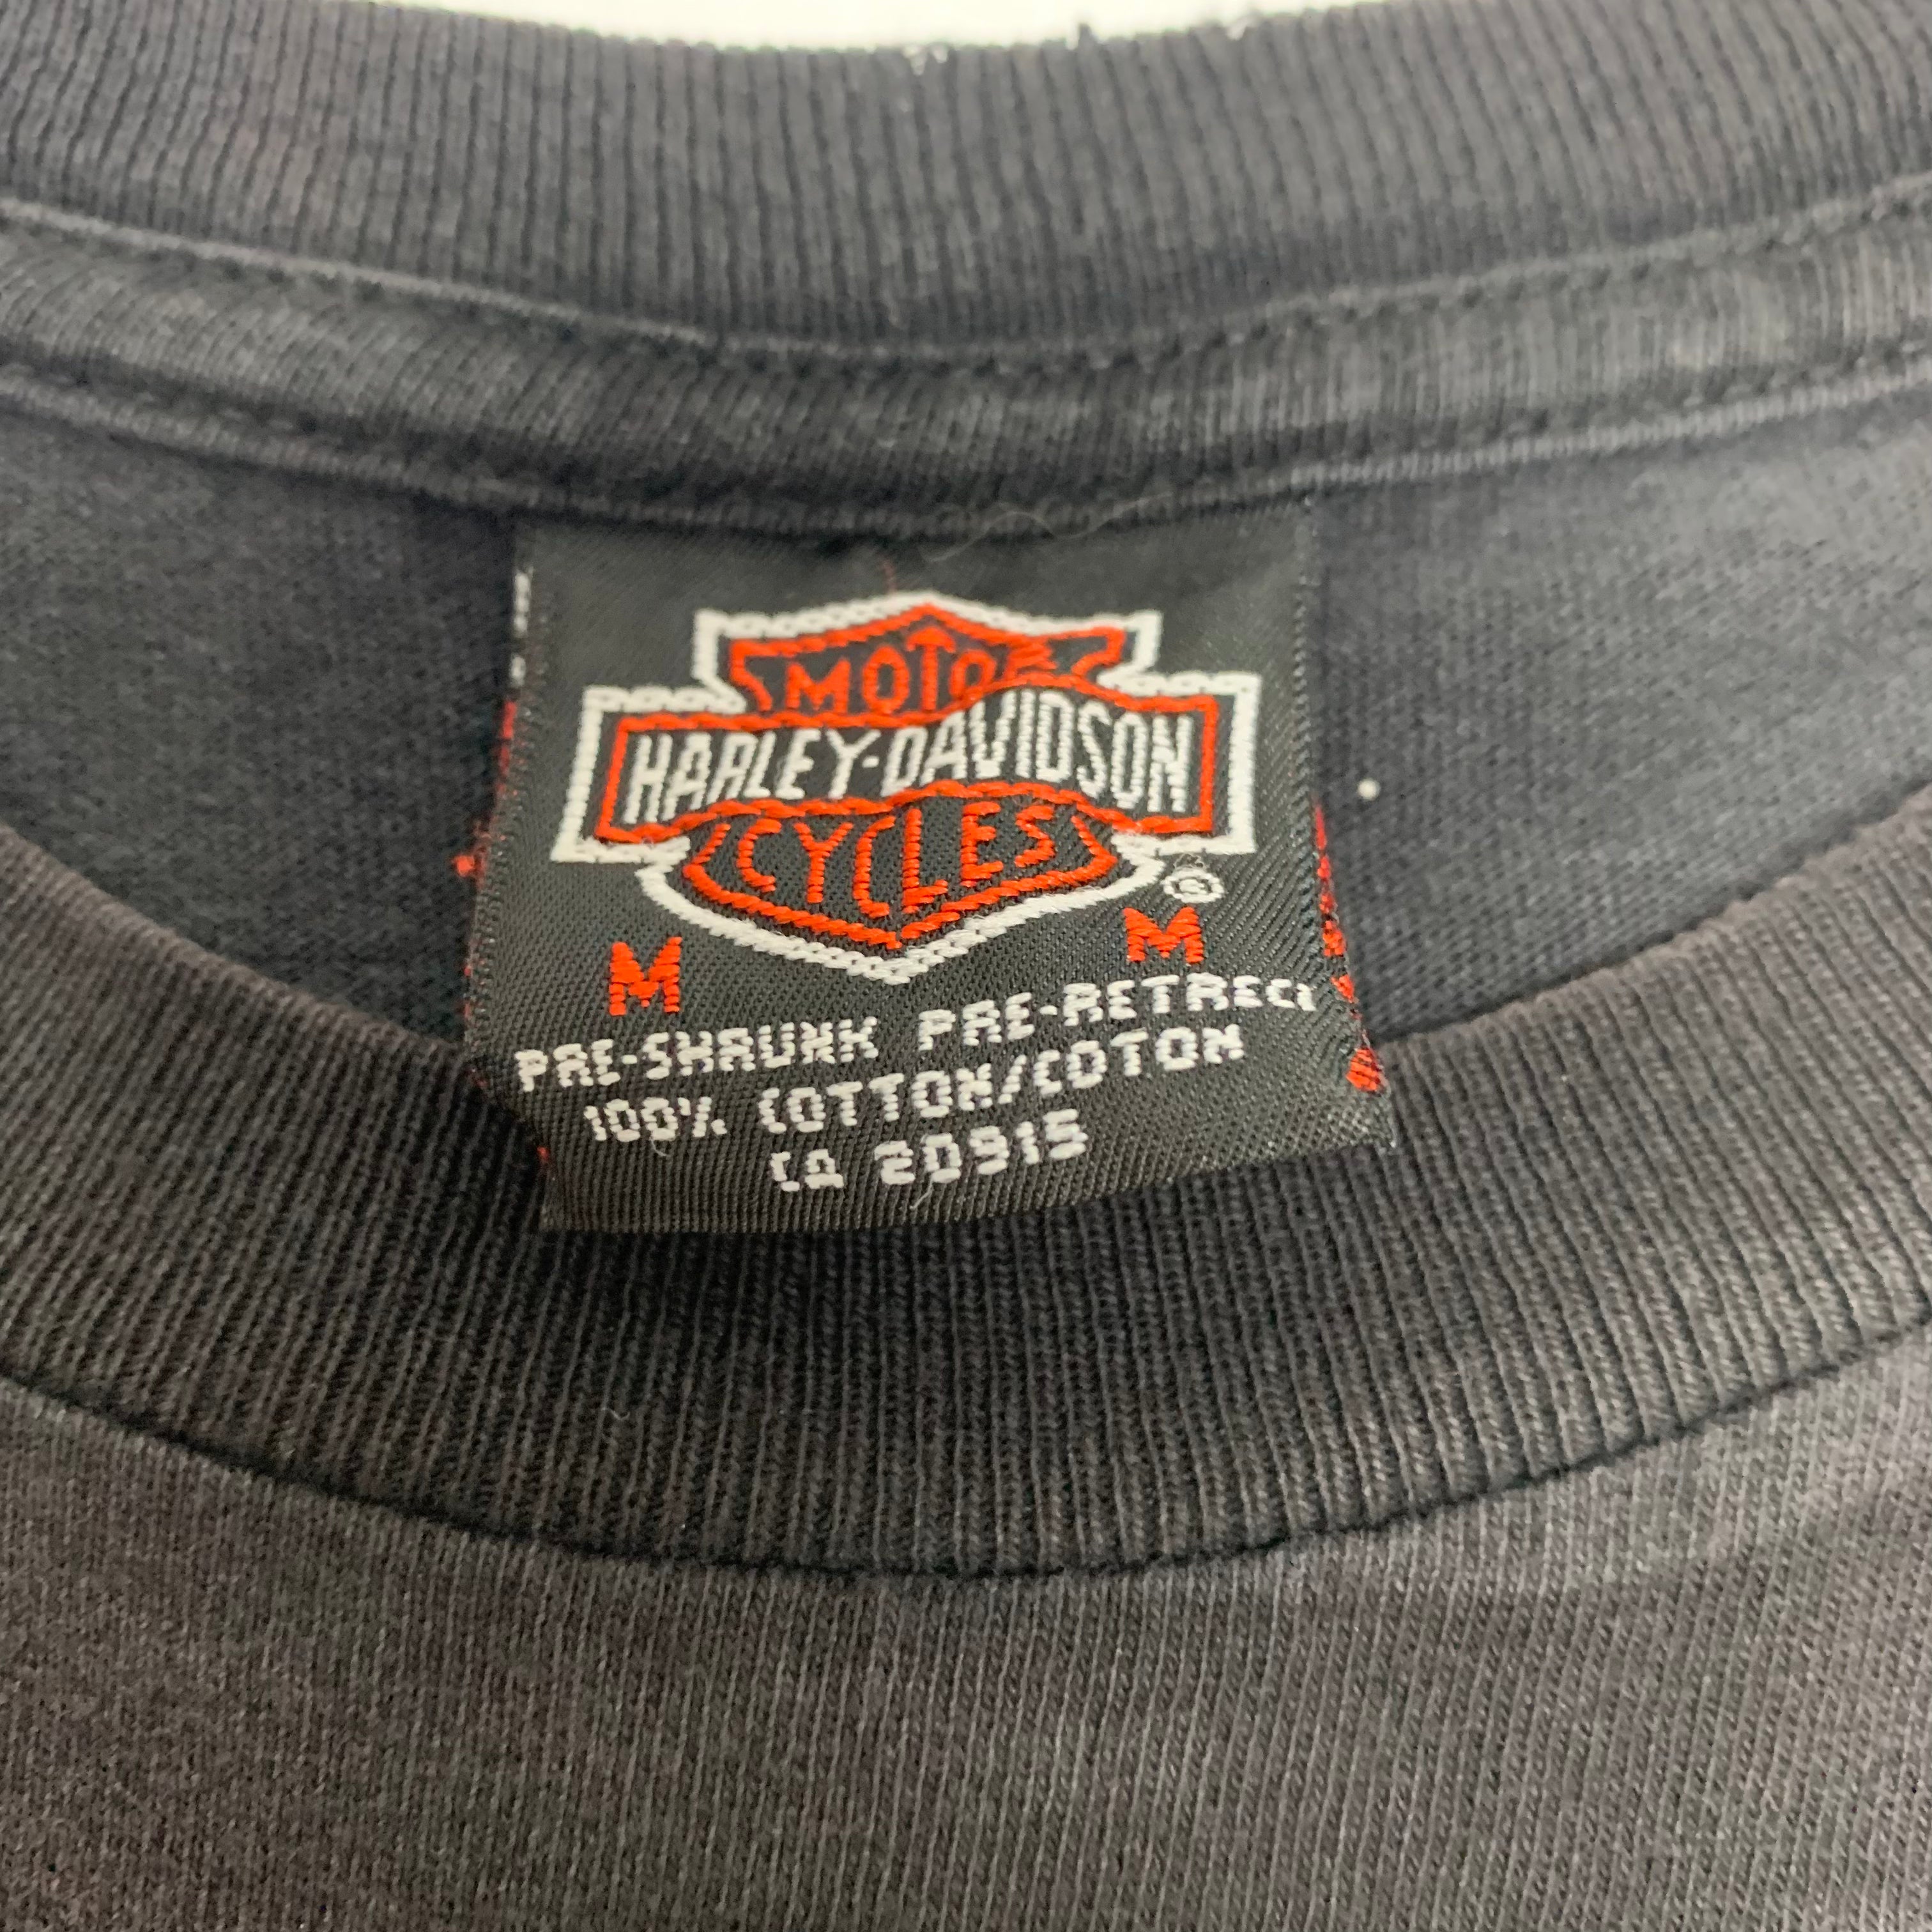 MOTOR
HARLEY-DAVIDSON
CYCLES
®
M M
PRE-SHRUNK PRE-RETRECI
100% COTTON/COTON
CA 20915